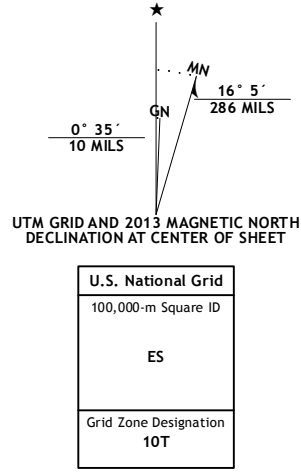 ★
MN
16° 5´
286 MILS
GN
0° 35´
10 MILS
UTM GRID AND 2013 MAGNETIC NORTH
DECLINATION AT CENTER OF SHEET
U.S. National Grid
100,000-m Square ID
ES
Grid Zone Designation
10T